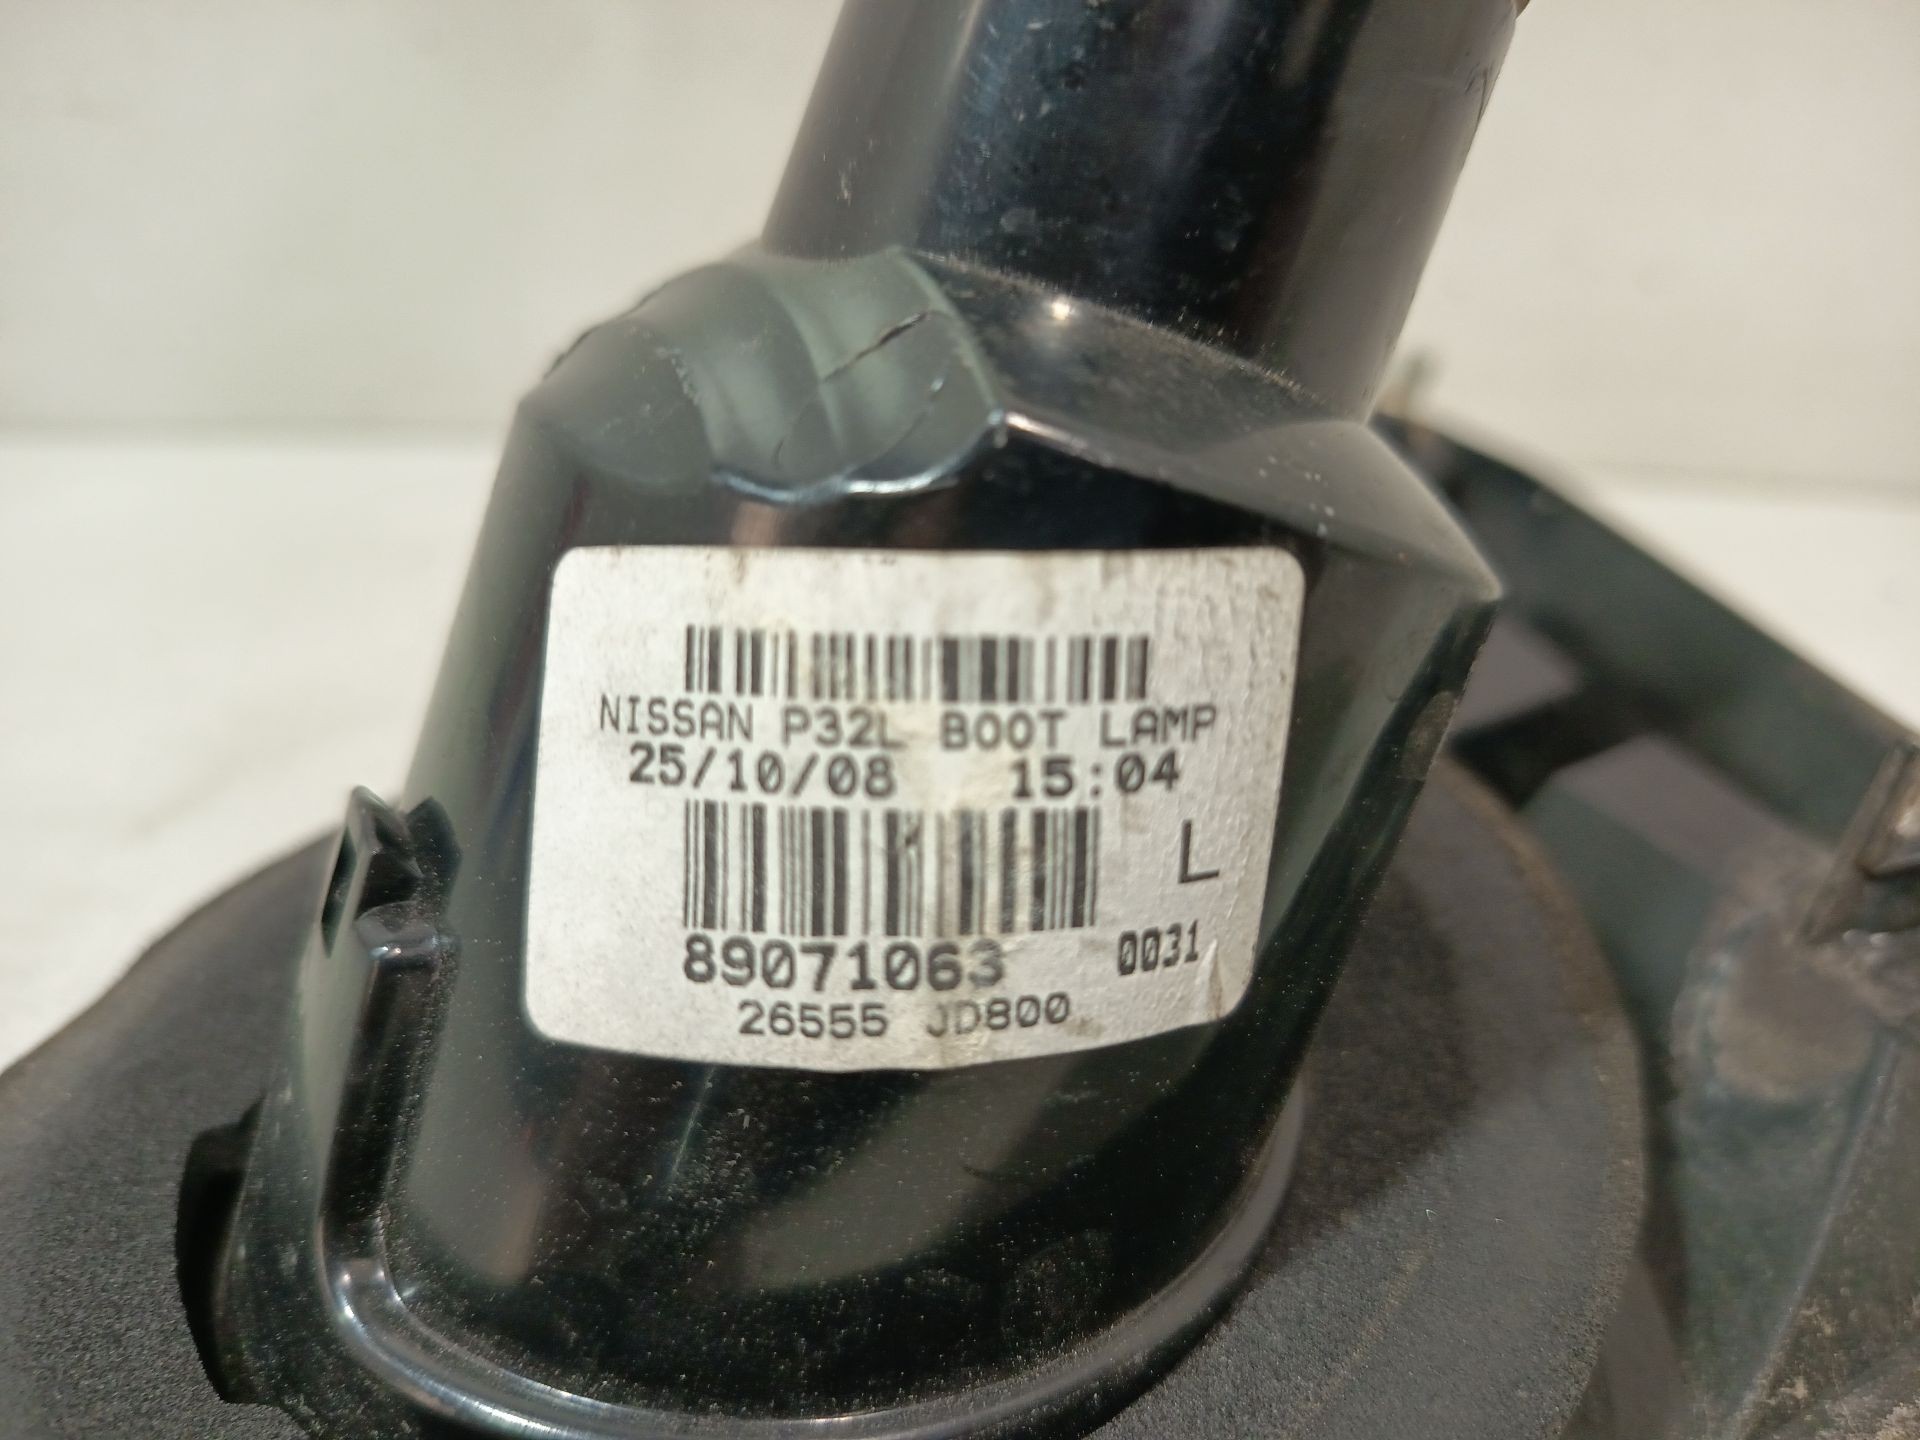 NISSAN P32L BOOT LAMP
25/10/08 15:04
L
89071063 0031
26555 JD800